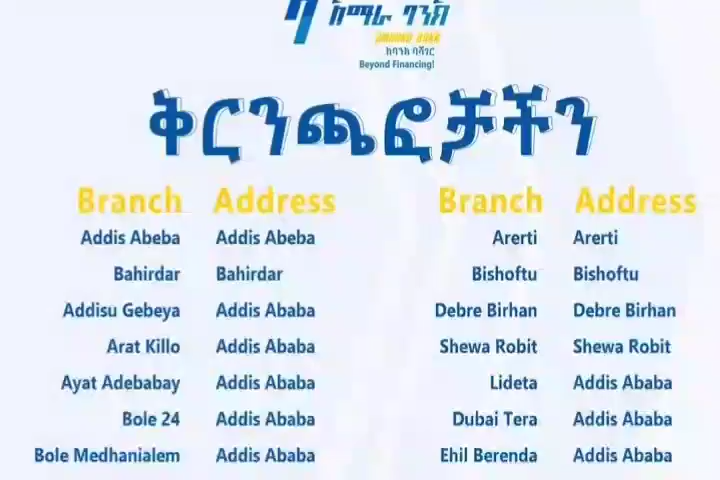 አማራ ባንክ
AMHARA BANK
ከባንክ ባሻገር
Beyond Financing!
ቅርንጫፎቻችን
Branch Address Branch Address
Addis Abeba Addis Abeba Arerti Arerti
Bahirdar Bahirdar Bishoftu Bishoftu
Addisu Gebeya Addis Ababa Debre Birhan Debre Birhan
Arat Killo Addis Ababa Shewa Robit Shewa Robit
Ayat Adebabay Addis Ababa Lideta Addis Ababa
Bole 24 Addis Ababa Dubai Tera Addis Ababa
Bole Medhanialem Addis Ababa Ehil Berenda Addis Ababa